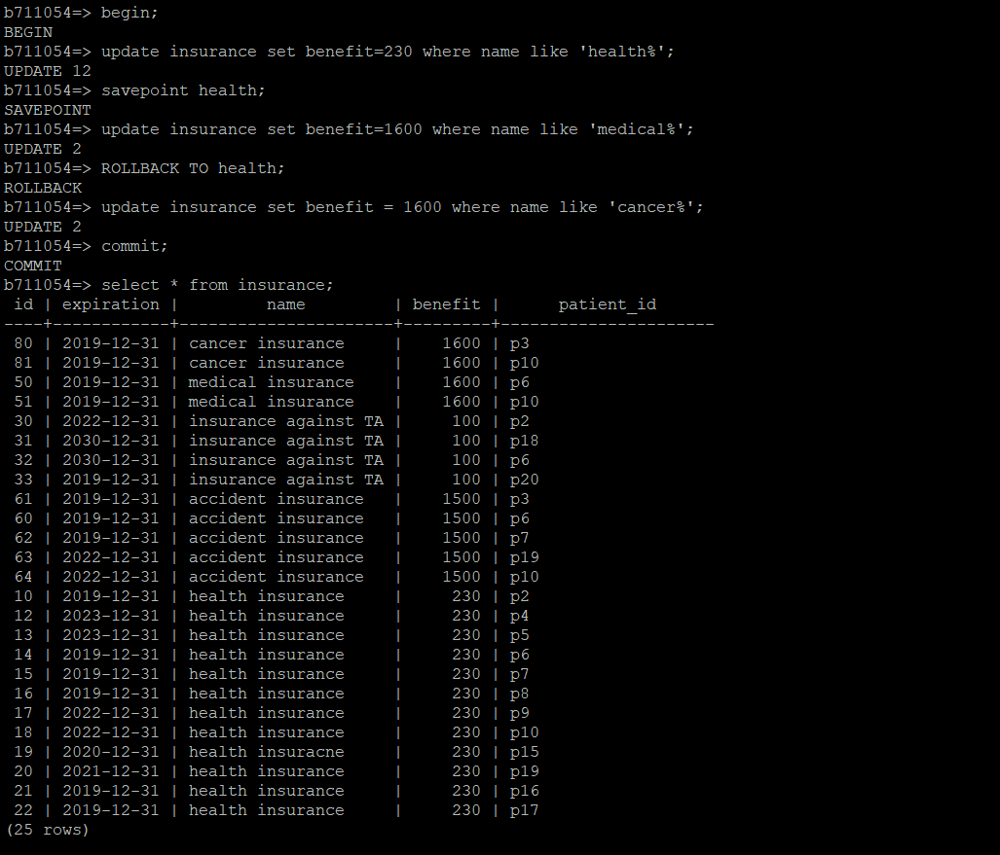 b711054=> begin;
BEGIN
b711054=> update insurance set benefit=230 where name like 'health%';
UPDATE 12
b711054=> savepoint health;
SAVEPOINT
b711054=> update insurance set benefit=1600 where name like 'medical%';
UPDATE 2
b711054=> ROLLBACK TO health;
ROLLBACK
b711054=> update insurance set benefit = 1600 where name like 'cancer%';
UPDATE 2
b711054=> commit;
COMMIT
b711054=> select * from insurance;
 id | expiration |         name         | benefit |      patient_id
----+------------+----------------------+---------+----------------------
 80 | 2019-12-31 | cancer insurance     |    1600 | p3
 81 | 2019-12-31 | cancer insurance     |    1600 | p10
 50 | 2019-12-31 | medical insurance    |    1600 | p6
 51 | 2019-12-31 | medical insurance    |    1600 | p10
 30 | 2022-12-31 | insurance against TA |     100 | p2
 31 | 2030-12-31 | insurance against TA |     100 | p18
 32 | 2030-12-31 | insurance against TA |     100 | p6
 33 | 2019-12-31 | insurance against TA |     100 | p20
 61 | 2019-12-31 | accident insurance   |    1500 | p3
 60 | 2019-12-31 | accident insurance   |    1500 | p6
 62 | 2019-12-31 | accident insurance   |    1500 | p7
 63 | 2022-12-31 | accident insurance   |    1500 | p19
 64 | 2022-12-31 | accident insurance   |    1500 | p10
 10 | 2019-12-31 | health insurance     |     230 | p2
 12 | 2023-12-31 | health insurance     |     230 | p4
 13 | 2023-12-31 | health insurance     |     230 | p5
 14 | 2019-12-31 | health insurance     |     230 | p6
 15 | 2019-12-31 | health insurance     |     230 | p7
 16 | 2019-12-31 | health insurance     |     230 | p8
 17 | 2022-12-31 | health insurance     |     230 | p9
 18 | 2022-12-31 | health insurance     |     230 | p10
 19 | 2020-12-31 | health insuracne     |     230 | p15
 20 | 2021-12-31 | health insurance     |     230 | p19
 21 | 2019-12-31 | health insurance     |     230 | p16
 22 | 2019-12-31 | health insurance     |     230 | p17
(25 rows)